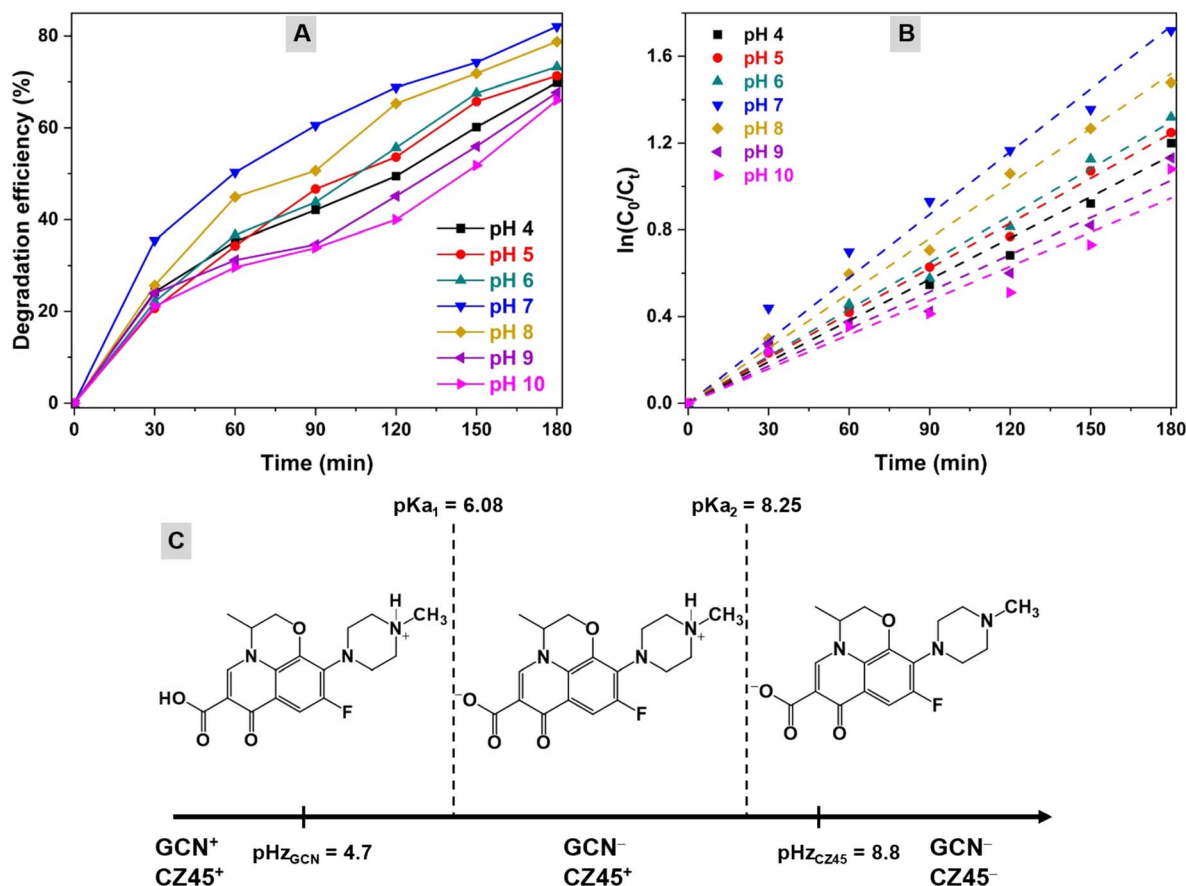 A
Degradation efficiency (%)
80
60
40
20
0
pH 4
pH 5
pH 6
pH 7
pH 8
pH 9
pH 10
0 30 60 90 120 150 180
Time (min)
B
ln(C₀/Cₜ)
1.6
1.2
0.8
0.4
0.0
pH 4
pH 5
pH 6
pH 7
pH 8
pH 9
pH 10
0 30 60 90 120 150 180
Time (min)
C
pKa₁ = 6.08
pKa₂ = 8.25
H
N⁺
CH₃
O
N
N
HO
O
O
F
H
N⁺
CH₃
O
N
N
⁻O
O
O
F
N
CH₃
O
N
N
⁻O
O
O
F
GCN⁺
CZ45⁺
pHz_GCN = 4.7
GCN⁻
CZ45⁺
pHz_CZ45 = 8.8
GCN⁻
CZ45⁻